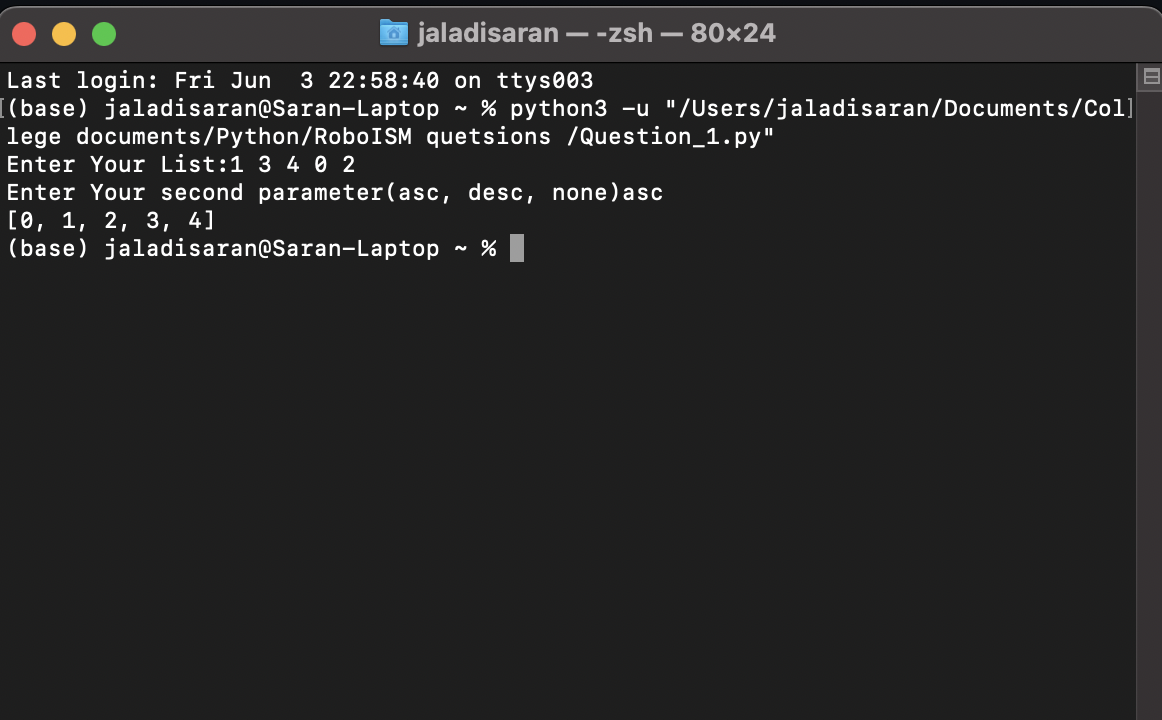 jaladisaran — -zsh — 80×24
Last login: Fri Jun  3 22:58:40 on ttys003
[(base) jaladisaran@Saran-Laptop ~ % python3 -u "/Users/jaladisaran/Documents/Col]
lege documents/Python/RoboISM quetsions /Question_1.py"
Enter Your List:1 3 4 0 2
Enter Your second parameter(asc, desc, none)asc
[0, 1, 2, 3, 4]
(base) jaladisaran@Saran-Laptop ~ %